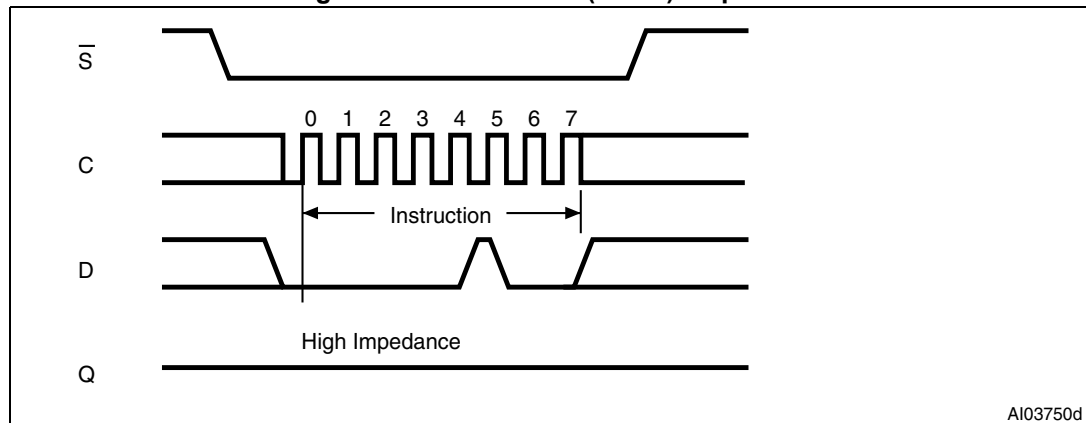 S̅
0 1 2 3 4 5 6 7
C
Instruction
D
High Impedance
Q
AI03750d